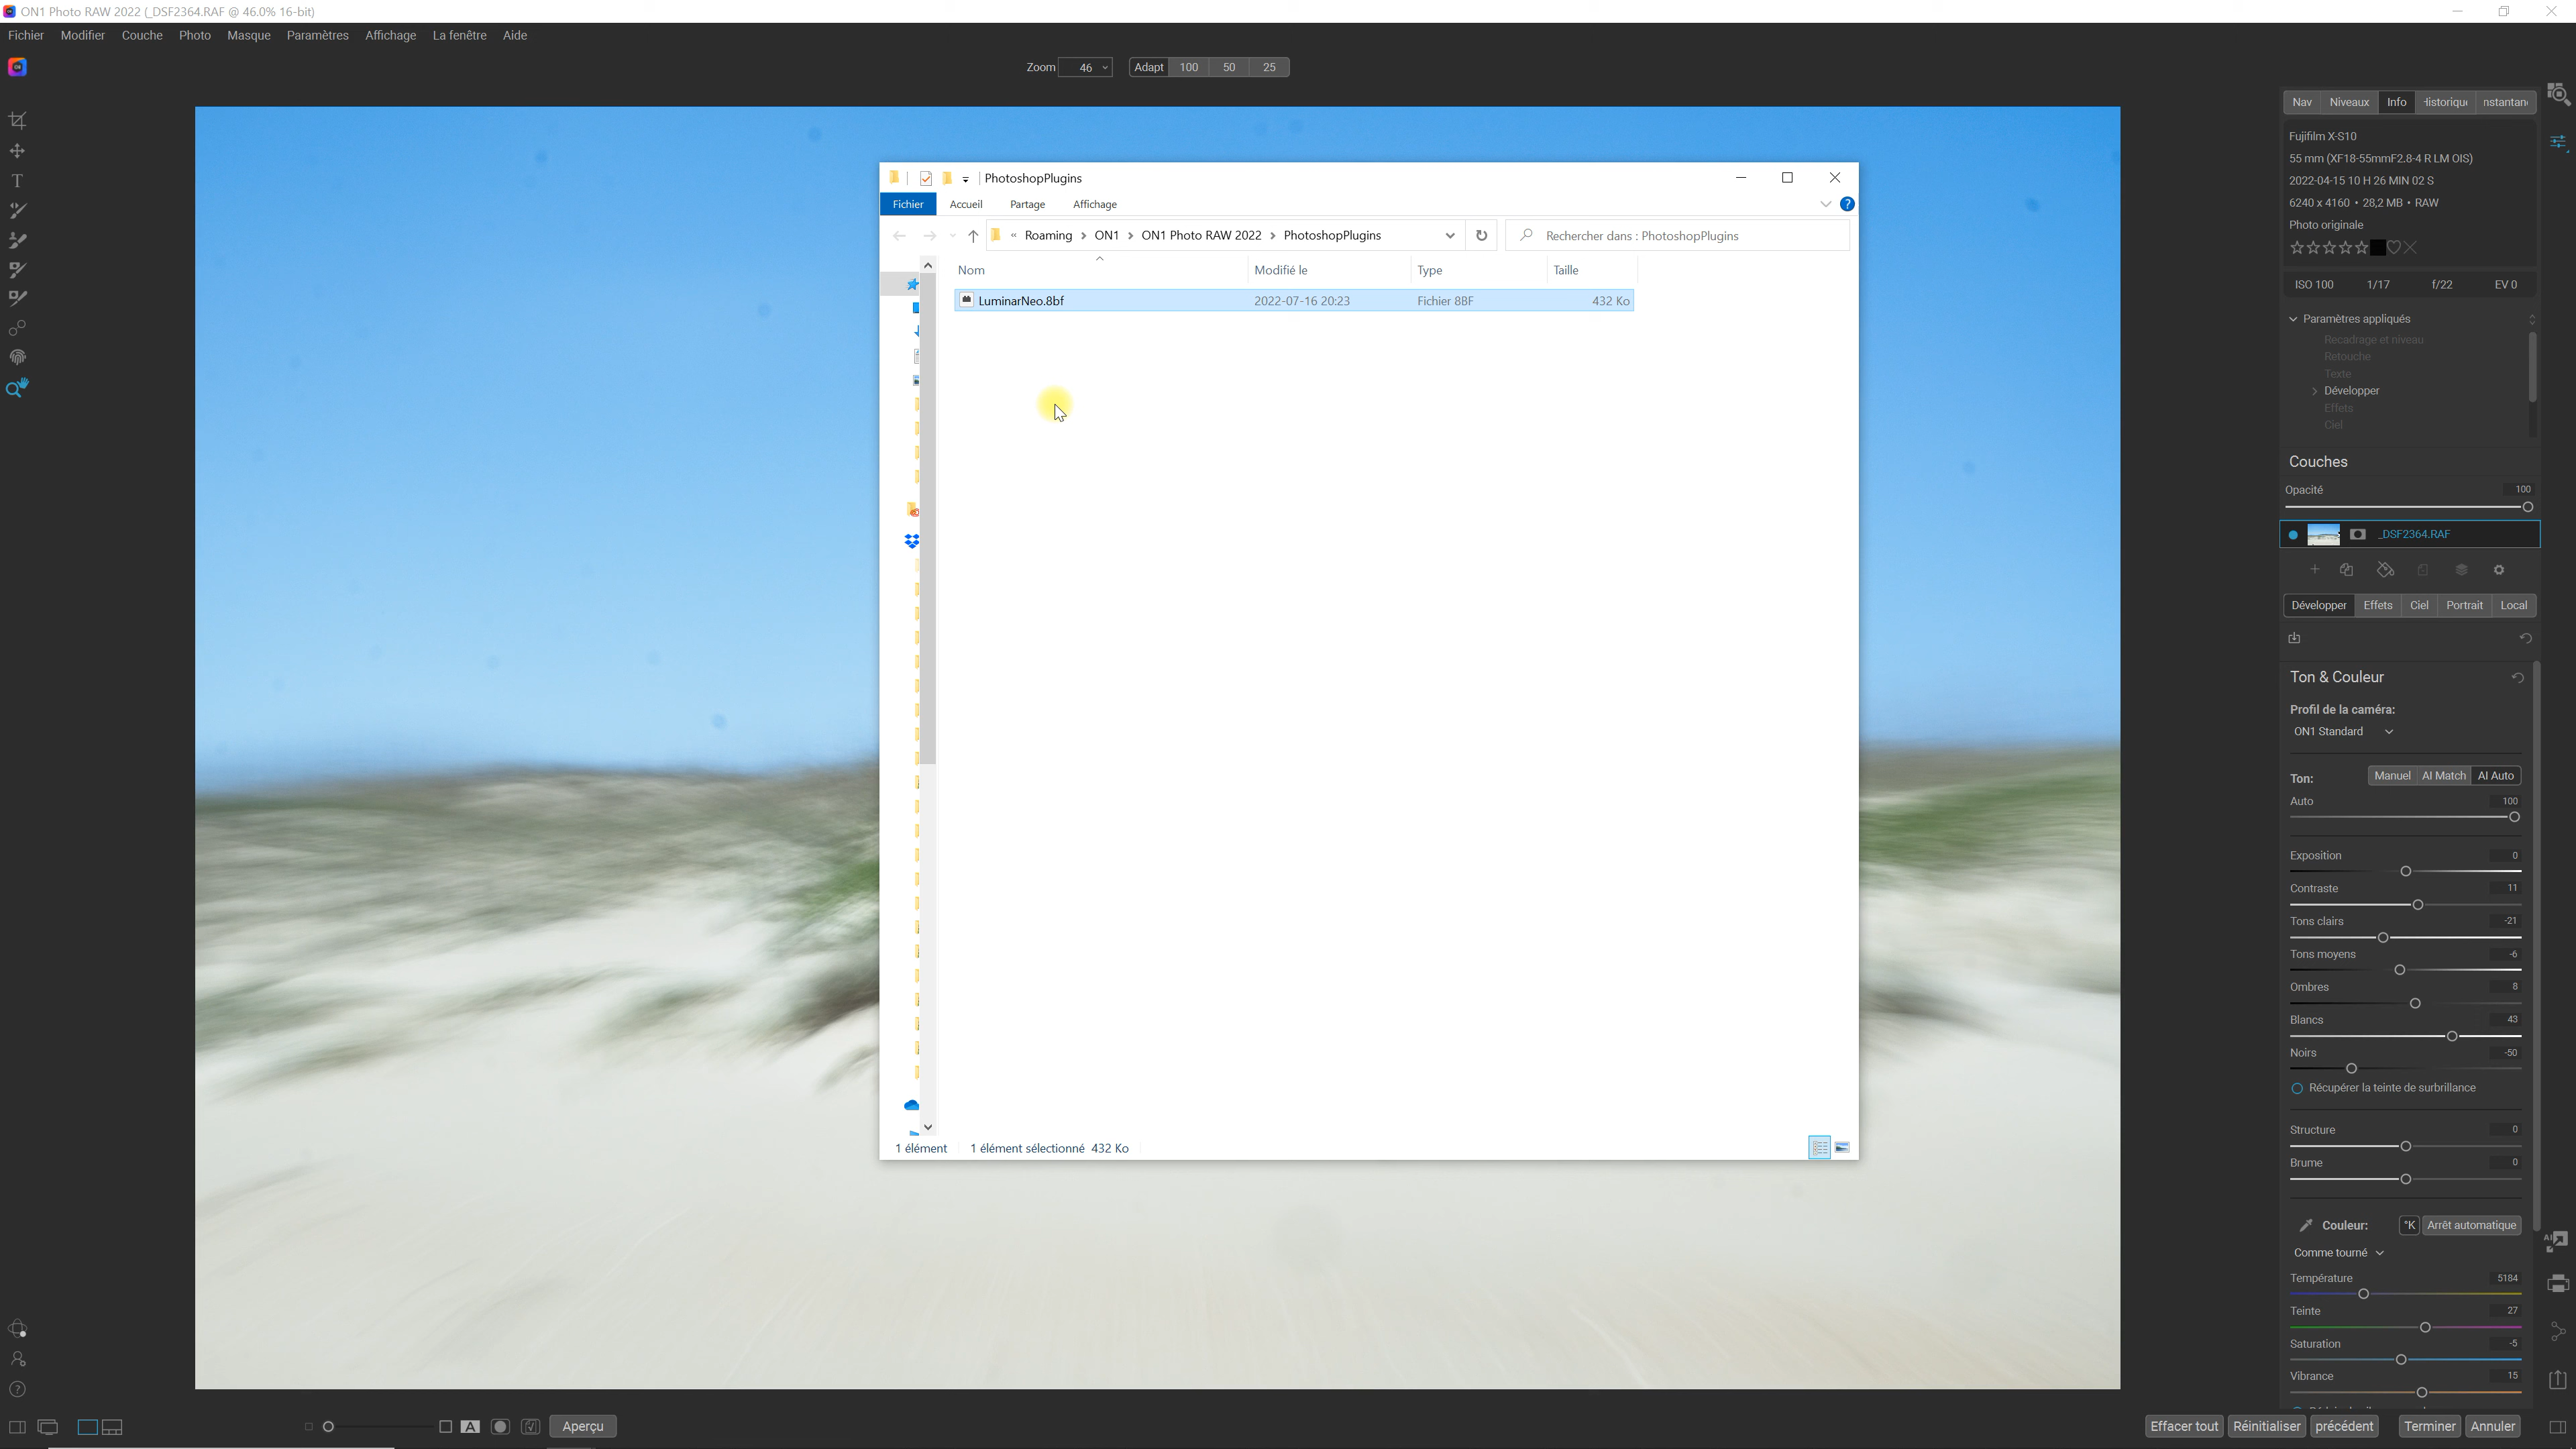 ON1 Photo RAW 2022 (_DSF2364.RAF @ 46.0% 16-bit)
Fichier Modifier Couche Photo Masque Paramètres Affichage La fenêtre Aide
Zoom 46 Adapt 100 50 25
Nav Niveaux Info Historique nstantan
Fujifilm X-S10
55 mm (XF18-55mmF2.8-4 R LM OIS)
2022-04-15 10 H 26 MIN 02 S
6240 x 4160 • 28,2 MB • RAW
Photo originale
ISO 100 1/17 f/22 EV 0
Paramètres appliqués
Recadrage et niveau
Retouche
Texte
Développer
Effets
Ciel
Couches
Opacité 100
_DSF2364.RAF
Développer Effets Ciel Portrait Local
Ton & Couleur
Profil de la caméra:
ON1 Standard
Ton: Manuel AI Match AI Auto
Auto 100
Exposition 0
Contraste 11
Tons clairs -21
Tons moyens -6
Ombres 8
Blancs 43
Noirs -50
Récupérer la teinte de surbrillance
Structure 0
Brume 0
Couleur: °K Arrêt automatique
Comme tourné
Température 5184
Teinte 27
Saturation -5
Vibrance 15
PhotoshopPlugins
Fichier Accueil Partage Affichage
« Roaming > ON1 > ON1 Photo RAW 2022 > PhotoshopPlugins
Rechercher dans : PhotoshopPlugins
Nom Modifié le Type Taille
LuminarNeo.8bf 2022-07-16 20:23 Fichier 8BF 432 Ko
1 élément 1 élément sélectionné 432 Ko
A Aperçu
Effacer tout Réinitialiser précédent Terminer Annuler
AI